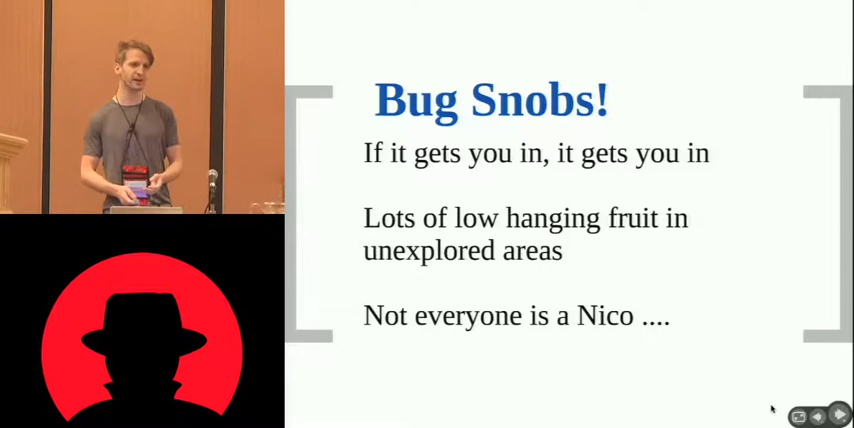 Bug Snobs!
If it gets you in, it gets you in
Lots of low hanging fruit in
unexplored areas
Not everyone is a Nico ....